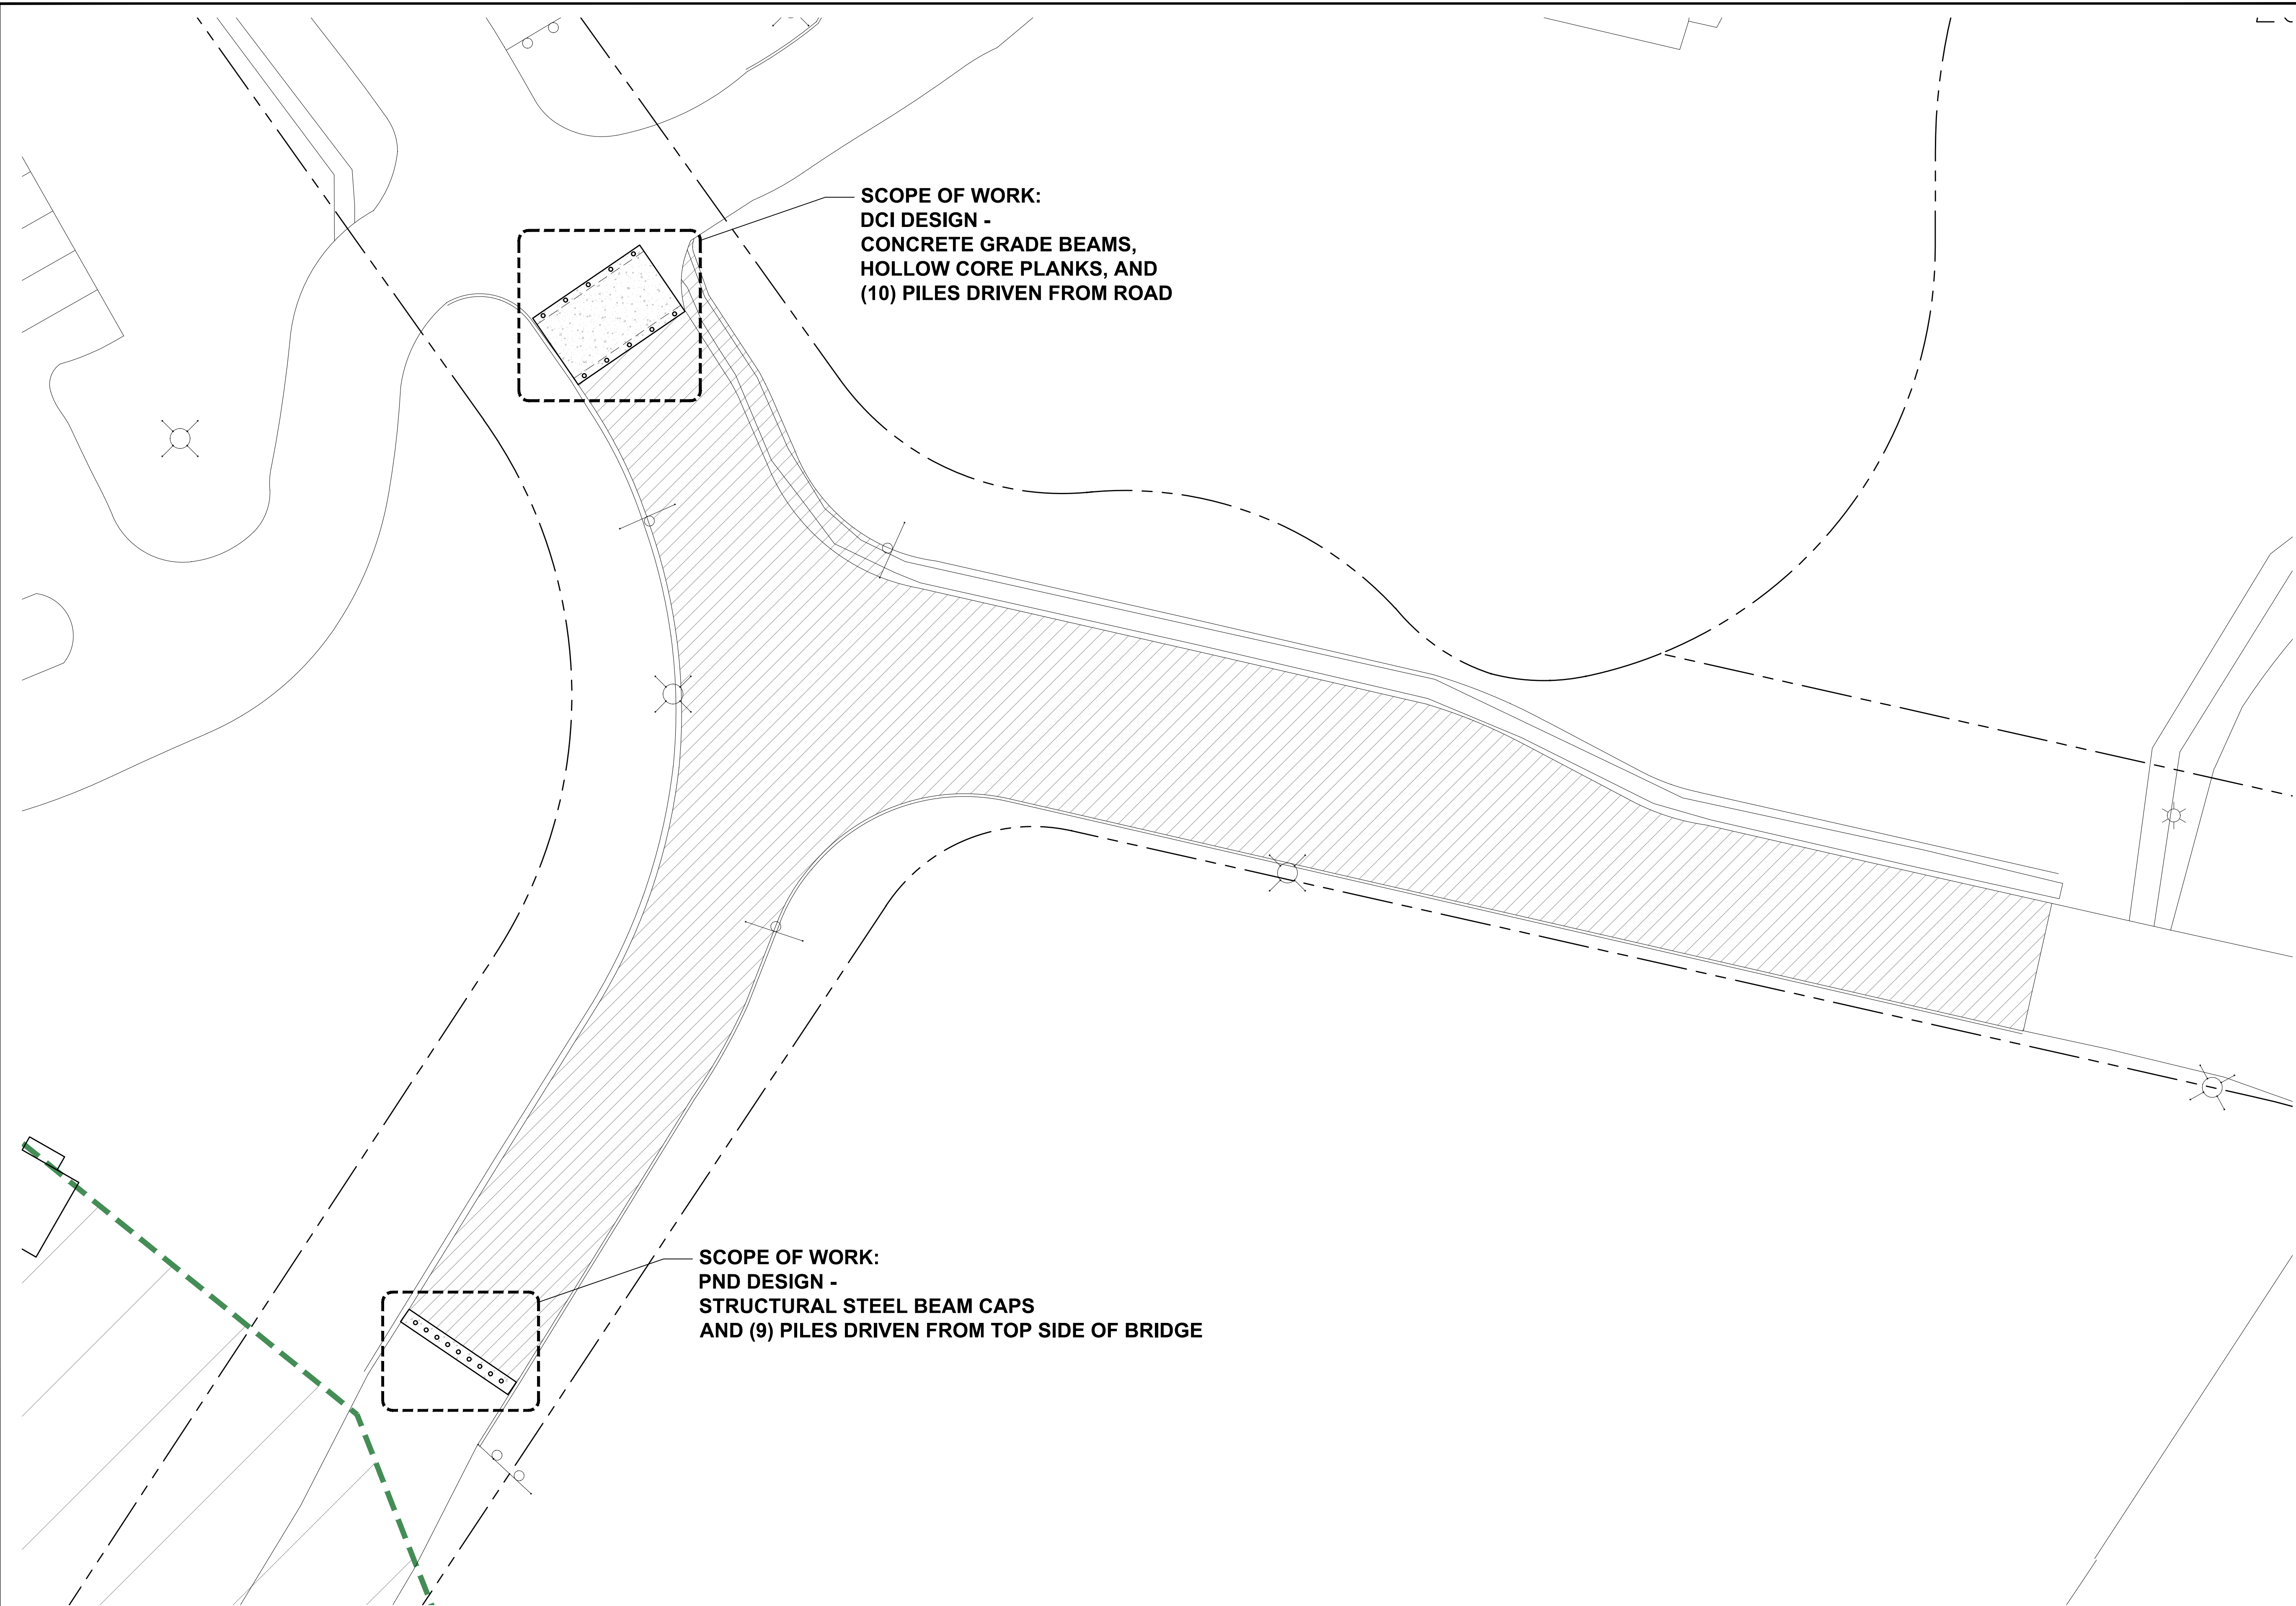 SCOPE OF WORK:
DCI DESIGN -
CONCRETE GRADE BEAMS,
HOLLOW CORE PLANKS, AND
(10) PILES DRIVEN FROM ROAD
SCOPE OF WORK:
PND DESIGN -
STRUCTURAL STEEL BEAM CAPS
AND (9) PILES DRIVEN FROM TOP SIDE OF BRIDGE